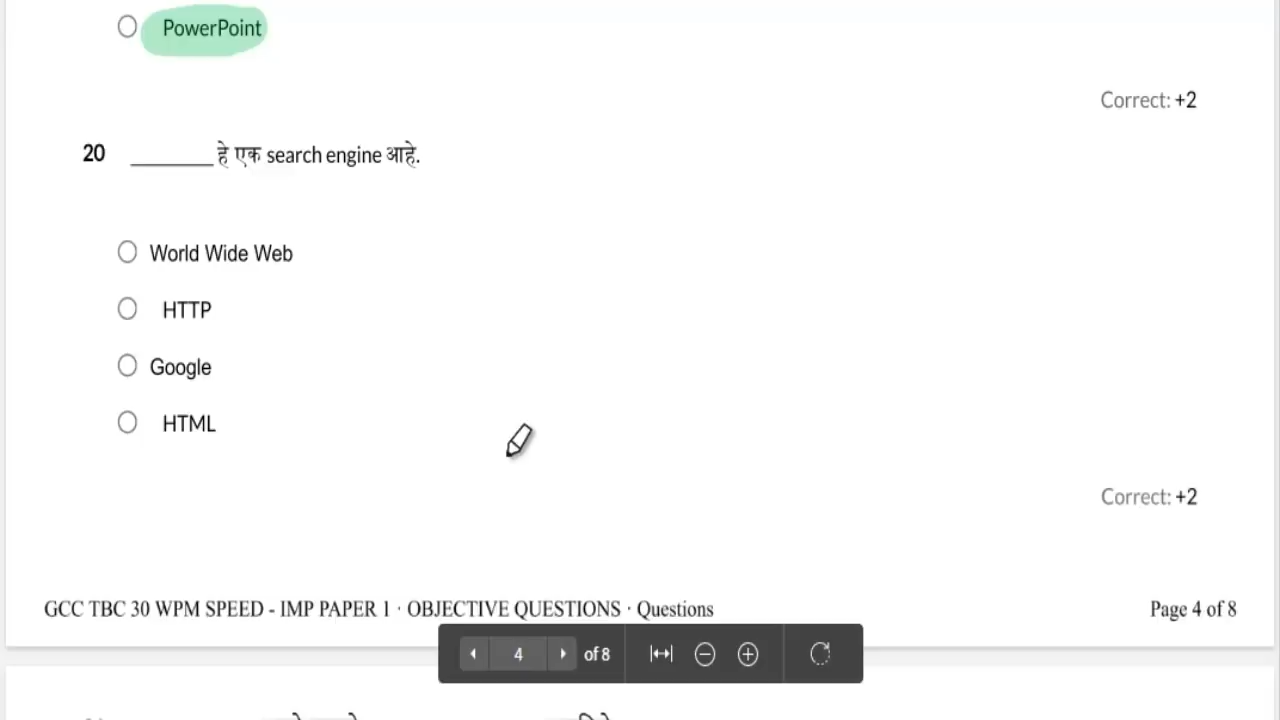 PowerPoint
Correct: +2
20 ________ हे एक search engine आहे.
World Wide Web
HTTP
Google
HTML
Correct: +2
GCC TBC 30 WPM SPEED - IMP PAPER 1 · OBJECTIVE QUESTIONS · Questions Page 4 of 8
4 of 8